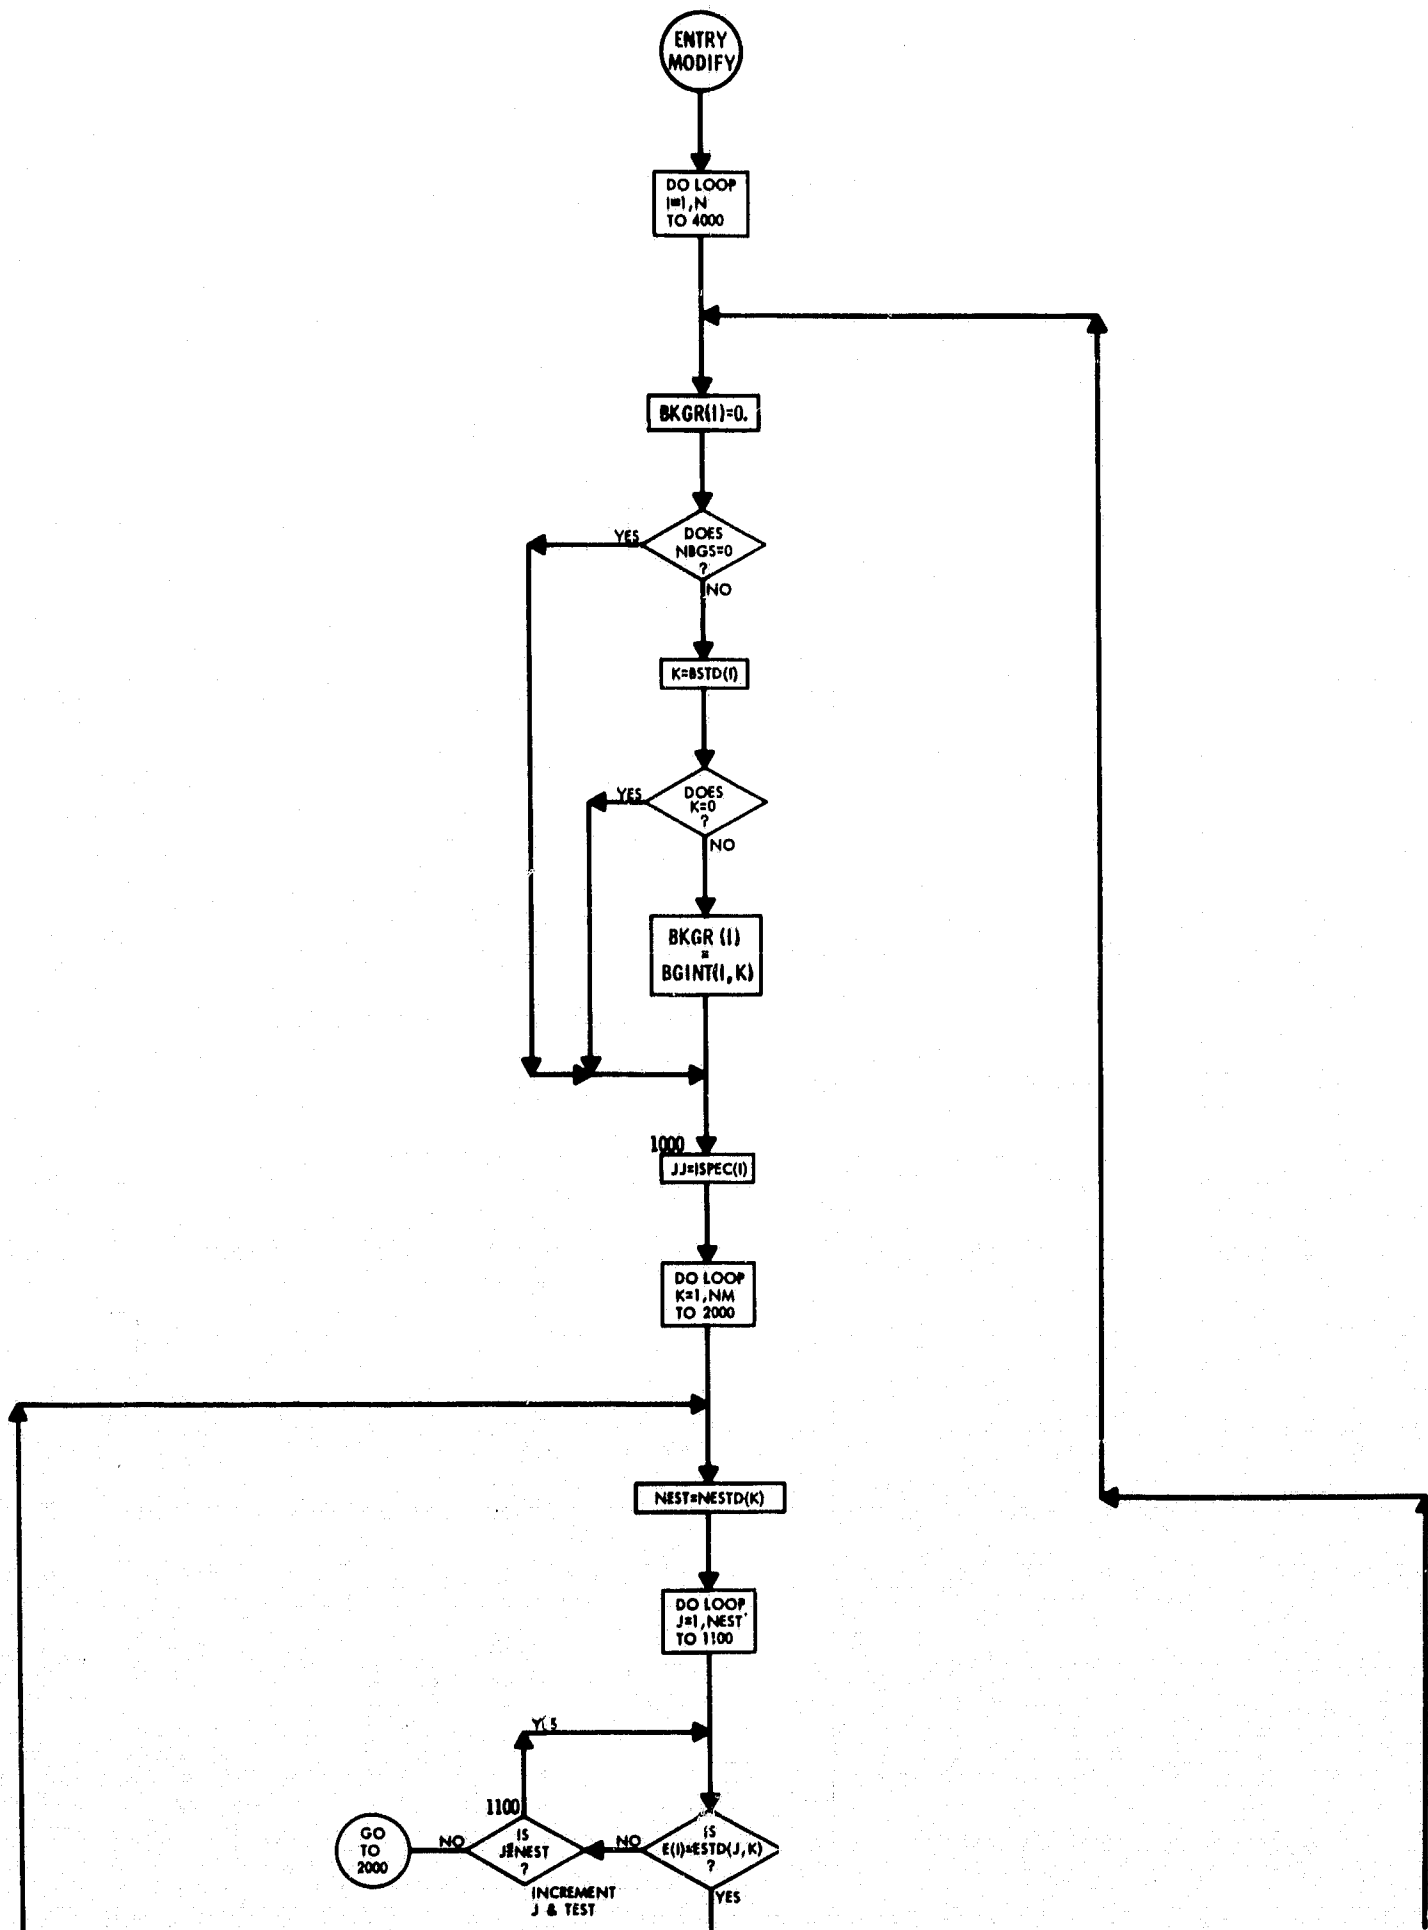 ENTRY
MODIFY
DO LOOP
I=1,N
TO 4000
BKGR(I)=0.
YES
DOES
NBGS=0
?
NO
K=BSTD(I)
YES
DOES
K=0
?
NO
BKGR (I)
=
BGINT(I,K)
1000
JJ=ISPEC(I)
DO LOOP
K=1,NM
TO 2000
NEST=NESTD(K)
DO LOOP
J=1,NEST
TO 1100
YES
1100
GO
TO
2000
NO
IS
J≤NEST
?
NO
IS
E(I)=ESTD(J,K)
?
INCREMENT
J & TEST
YES